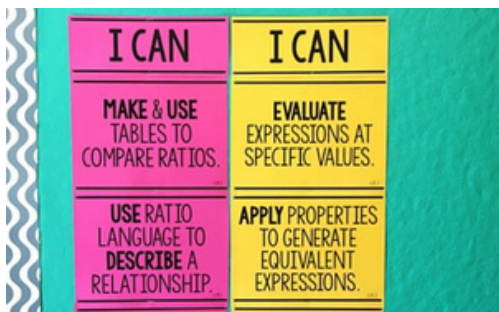 I CAN
MAKE & USE
TABLES TO
COMPARE RATIOS.
USE RATIO
LANGUAGE TO
DESCRIBE A
RELATIONSHIP.
I CAN
EVALUATE
EXPRESSIONS AT
SPECIFIC VALUES.
APPLY PROPERTIES
TO GENERATE
EQUIVALENT
EXPRESSIONS.